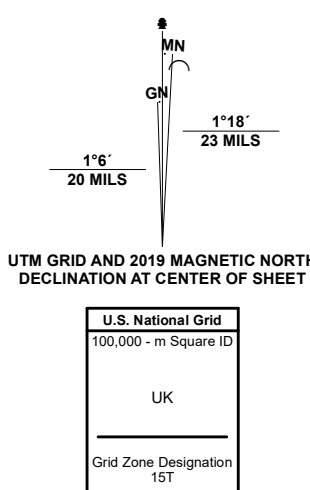 MN
GN
1°18´
23 MILS
1°6´
20 MILS
UTM GRID AND 2019 MAGNETIC NORTH
DECLINATION AT CENTER OF SHEET
U.S. National Grid
100,000 - m Square ID
UK
Grid Zone Designation
15T